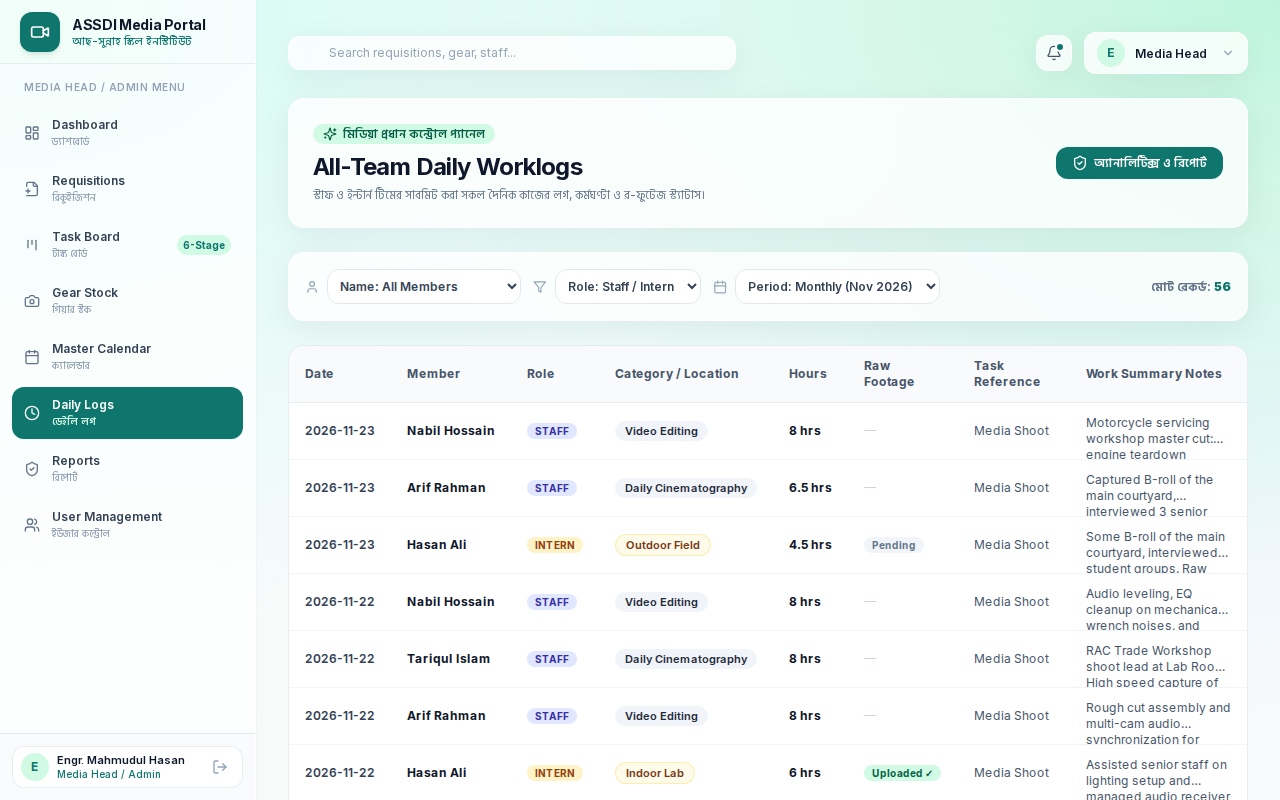 ASSDI Media Portal
আছ-সুন্নাহ স্কিল ইনস্টিটিউট
MEDIA HEAD / ADMIN MENU
Dashboard
ড্যাশবোর্ড
Requisitions
রিকুইজিশন
Task Board
টাস্ক বোর্ড
6-Stage
Gear Stock
গিয়ার স্টক
Master Calendar
ক্যালেন্ডার
Daily Logs
ডেইলি লগ
Reports
রিপোর্ট
User Management
ইউজার কন্ট্রোল
E
Engr. Mahmudul Hasan
Media Head / Admin
Search requisitions, gear, staff...
E
Media Head
মিডিয়া প্রধান কন্ট্রোল প্যানেল
All-Team Daily Worklogs
স্টাফ ও ইন্টার্ন টিমের সাবমিট করা সকল দৈনিক কাজের লগ, কর্মঘণ্টা ও র-ফুটেজ স্ট্যাটাস।
অ্যানালিটিক্স ও রিপোর্ট
Name: All Members
Role: Staff / Intern
Period: Monthly (Nov 2026)
মোট রেকর্ড: 56
Date Member Role Category / Location Hours Raw Footage Task Reference Work Summary Notes
2026-11-23 Nabil Hossain STAFF Video Editing 8 hrs — Media Shoot
Motorcycle servicing
workshop master cut:...
engine teardown
2026-11-23 Arif Rahman STAFF Daily Cinematography 6.5 hrs — Media Shoot
Captured B-roll of the
main courtyard,...
interviewed 3 senior
2026-11-23 Hasan Ali INTERN Outdoor Field 4.5 hrs Pending Media Shoot
Some B-roll of the main
courtyard, interviewed...
student groups. Raw
2026-11-22 Nabil Hossain STAFF Video Editing 8 hrs — Media Shoot
Audio leveling, EQ
cleanup on mechanica...
wrench noises, and
2026-11-22 Tariqul Islam STAFF Daily Cinematography 8 hrs — Media Shoot
RAC Trade Workshop
shoot lead at Lab Roo...
High speed capture of
2026-11-22 Arif Rahman STAFF Video Editing 8 hrs — Media Shoot
Rough cut assembly and
multi-cam audio...
synchronization for
2026-11-22 Hasan Ali INTERN Indoor Lab 6 hrs Uploaded ✓ Media Shoot
Assisted senior staff on
lighting setup and...
managed audio receiver